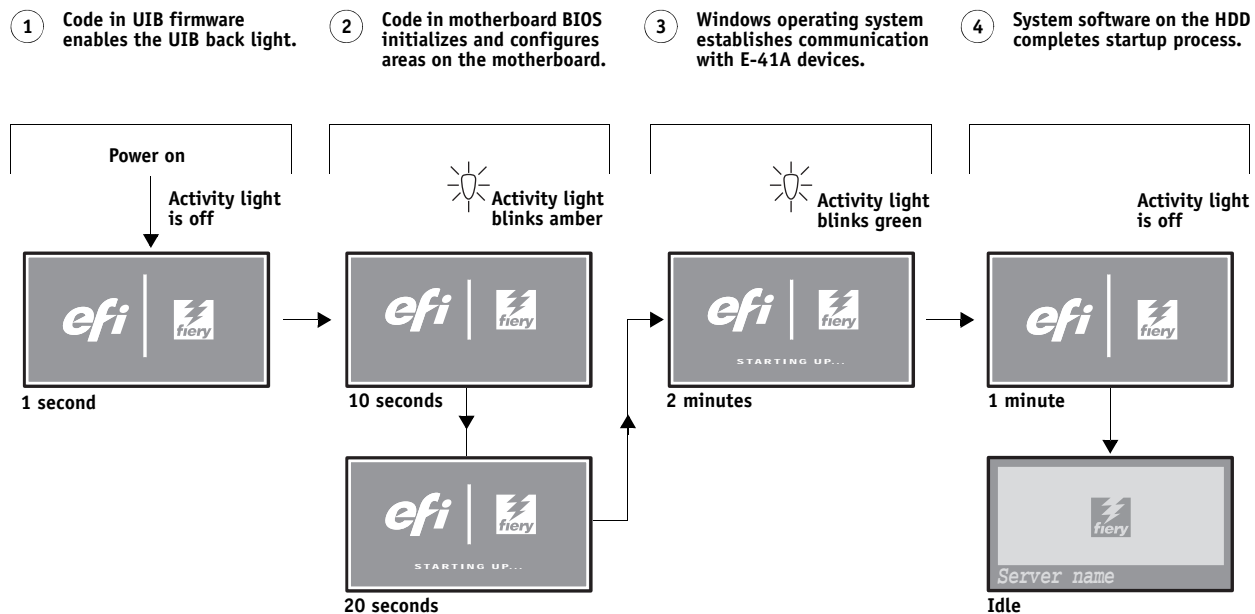 1 Code in UIB firmware
enables the UIB back light.
2 Code in motherboard BIOS
initializes and configures
areas on the motherboard.
3 Windows operating system
establishes communication
with E-41A devices.
4 System software on the HDD
completes startup process.
Power on
Activity light
is off
efi fiery
1 second
Activity light
blinks amber
efi fiery
10 seconds
efi fiery
STARTING UP...
20 seconds
Activity light
blinks green
efi fiery
STARTING UP...
2 minutes
Activity light
is off
efi fiery
1 minute
fiery
Server name
Idle